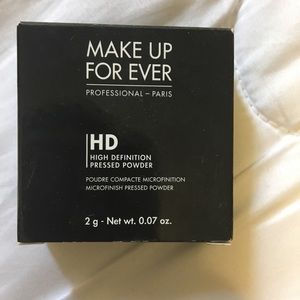 MAKE UP
FOR EVER
PROFESSIONAL – PARIS
HD
HIGH DEFINITION
PRESSED POWDER
POUDRE COMPACTE MICROFINITION
MICROFINISH PRESSED POWDER
2 g - Net wt. 0.07 oz.